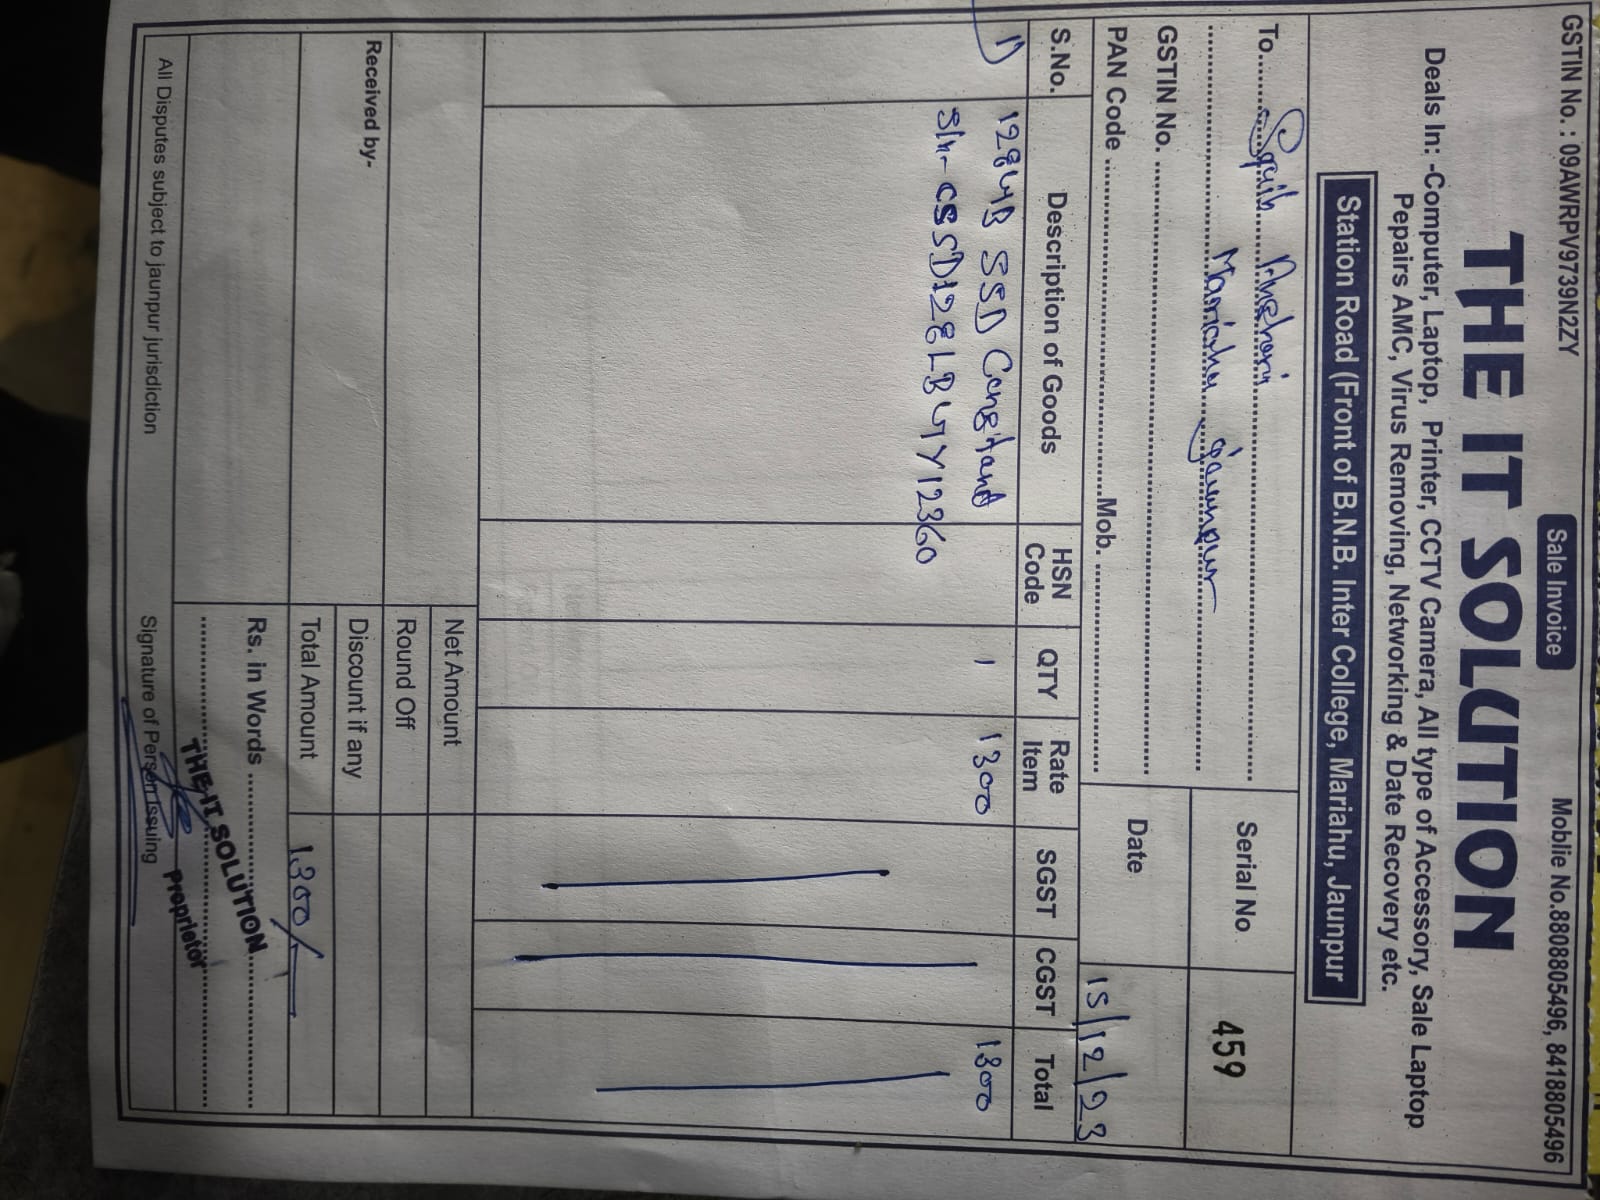 GSTIN No. : 09AWRPV9739N2ZY
Sale Invoice
Moblie No.8808805496, 8418805496
THE IT SOLUTION
Deals In: -Computer, Laptop, Printer, CCTV Camera, All type of Accessory, Sale Laptop
Pepairs AMC, Virus Removing, Networking & Date Recovery etc.
Station Road (Front of B.N.B. Inter College, Mariahu, Jaunpur
To. Anshari
Mariahu Jaunpur
GSTIN No.
PAN Code Mob.
Serial No 459
Date 15/12/23
S.No. Description of Goods HSN Code QTY Rate Item SGST CGST Total
1) 128GB SSD Consitant 1 1300 1300
S/n- CSSD128LBGYY12360
Net Amount
Round Off
Discount if any
Received by-
Total Amount 1300/-
Rs. in Words
THE IT SOLUTION
Proprietor
All Disputes subject to jaunpur jurisdiction
Signature of Person Issuing